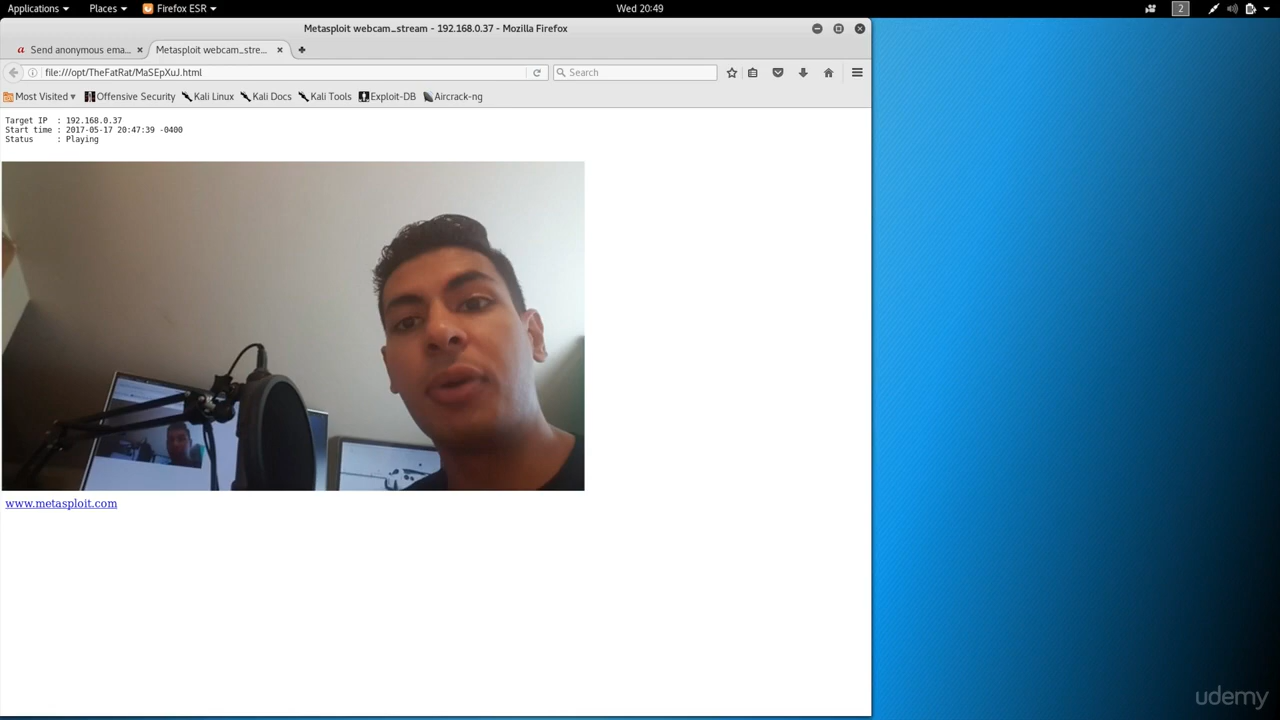 Applications Places Firefox ESR Wed 20:49 2
Metasploit webcam_stream - 192.168.0.37 - Mozilla Firefox
Send anonymous ema... Metasploit webcam_stre...
file:///opt/TheFatRat/MaSEpXuJ.html Search
Most Visited Offensive Security Kali Linux Kali Docs Kali Tools Exploit-DB Aircrack-ng
Target IP : 192.168.0.37
Start time : 2017-05-17 20:47:39 -0400
Status : Playing
www.metasploit.com
udemy